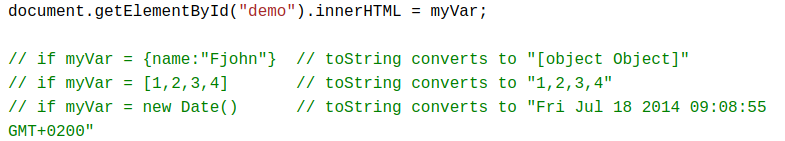 document.getElementById("demo").innerHTML = myVar;
// if myVar = {name:"Fjohn"}  // toString converts to "[object Object]"
// if myVar = [1,2,3,4]       // toString converts to "1,2,3,4"
// if myVar = new Date()      // toString converts to "Fri Jul 18 2014 09:08:55
GMT+0200"